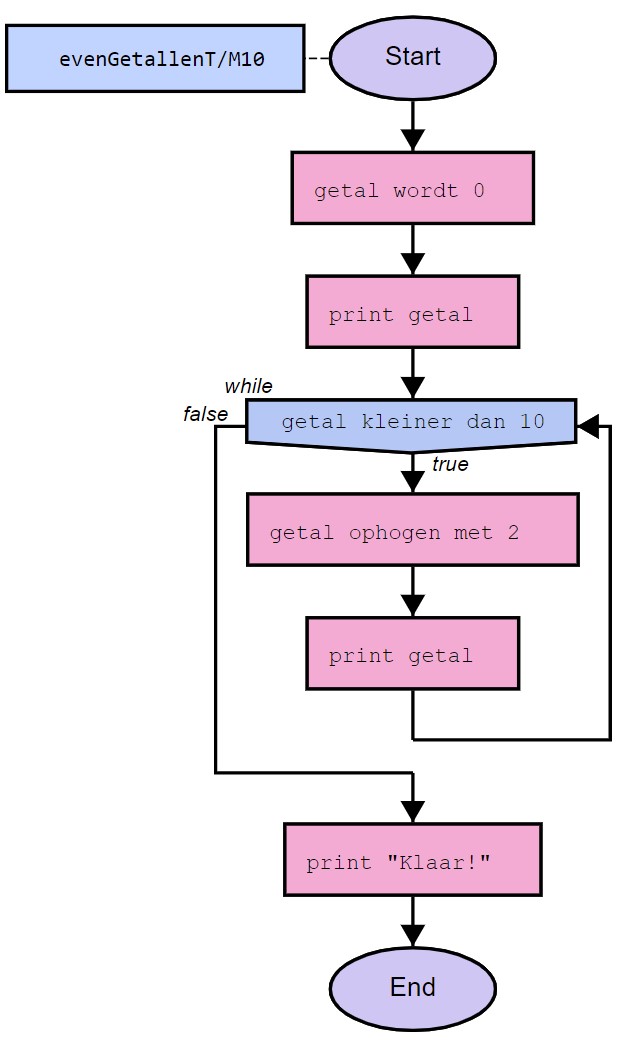 evenGetallenT/M10
Start
getal wordt 0
print getal
while
false
getal kleiner dan 10
true
getal ophogen met 2
print getal
print "Klaar!"
End